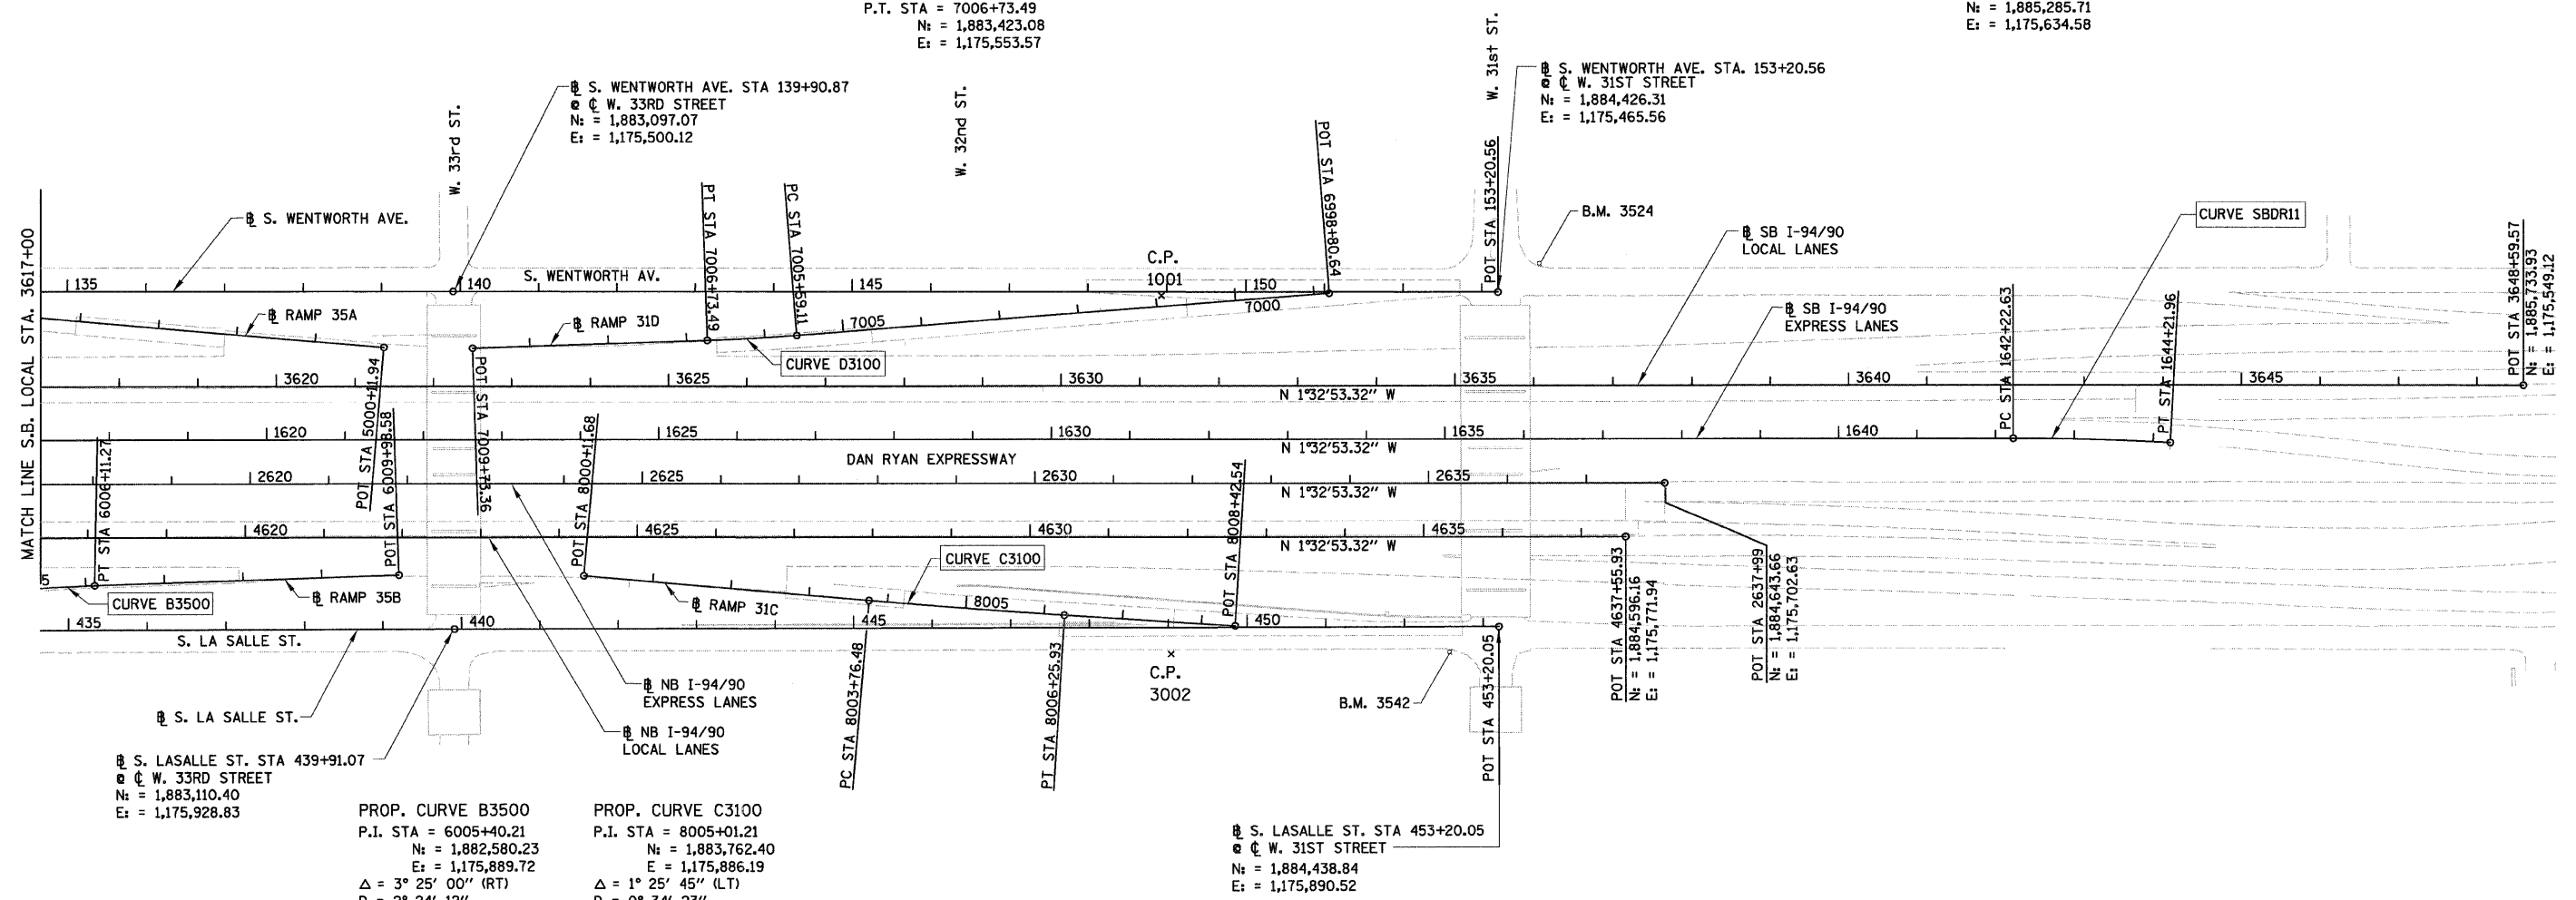 P.T. STA = 7006+73.49
N: = 1,883,423.08
E: = 1,175,553.57
N: = 1,885,285.71
E: = 1,175,634.58
℄ S. WENTWORTH AVE. STA 139+90.87
@ ℄ W. 33RD STREET
N: = 1,883,097.07
E: = 1,175,500.12
W. 33rd ST.
W. 32nd ST.
W. 31st ST.
℄ S. WENTWORTH AVE. STA. 153+20.56
@ ℄ W. 31ST STREET
N: = 1,884,426.31
E: = 1,175,465.56
MATCH LINE S.B. LOCAL STA. 3617+00
℄ S. WENTWORTH AVE.
PT STA 7006+73.49
PC STA 7005+59.11
POT STA 6998+80.64
POT STA 153+20.56
B.M. 3524
℄ SB I-94/90
LOCAL LANES
CURVE SBDR11
POT STA 3648+59.57
N: = 1,885,733.93
E: = 1,175,549.12
135
140
S. WENTWORTH AV.
145
C.P.
1001
150
℄ RAMP 35A
℄ RAMP 31D
7005
7000
CURVE D3100
℄ SB I-94/90
EXPRESS LANES
PC STA 1642+22.63
PT STA 1644+21.96
3620
3625
3630
3635
3640
3645
N 1°32'53.32" W
POT STA 5000+11.94
POT STA 6009+98.58
POT STA 7009+73.36
POT STA 8000+11.68
1620
1625
1630
1635
1640
N 1°32'53.32" W
DAN RYAN EXPRESSWAY
PT STA 6006+11.27
2620
2625
2630
2635
N 1°32'53.32" W
POT STA 8008+42.54
4620
4625
4630
4635
N 1°32'53.32" W
CURVE C3100
5
CURVE B3500
℄ RAMP 35B
℄ RAMP 31C
8005
435
440
445
450
S. LA SALLE ST.
POT STA 4637+55.93
N: = 1,884,596.16
E: = 1,175,771.94
POT STA 2637+99
N: = 1,884,643.66
E: = 1,175,702.63
PC STA 8003+76.48
PT STA 8006+25.93
C.P.
3002
B.M. 3542
POT STA 453+20.05
℄ S. LA SALLE ST.
℄ NB I-94/90
EXPRESS LANES
℄ NB I-94/90
LOCAL LANES
℄ S. LASALLE ST. STA 439+91.07
@ ℄ W. 33RD STREET
N: = 1,883,110.40
E: = 1,175,928.83
PROP. CURVE B3500
P.I. STA = 6005+40.21
N: = 1,882,580.23
E: = 1,175,889.72
Δ = 3° 25' 00" (RT)
PROP. CURVE C3100
P.I. STA = 8005+01.21
N: = 1,883,762.40
E = 1,175,886.19
Δ = 1° 25' 45" (LT)
℄ S. LASALLE ST. STA 453+20.05
@ ℄ W. 31ST STREET
N: = 1,884,438.84
E: = 1,175,890.52